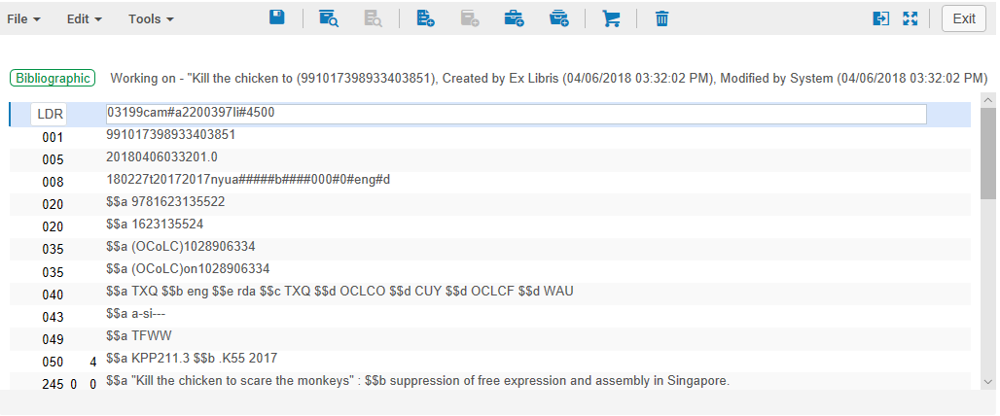 File Edit Tools Exit
Bibliographic Working on - "Kill the chicken to (991017398933403851), Created by Ex Libris (04/06/2018 03:32:02 PM), Modified by System (04/06/2018 03:32:02 PM)
LDR 03199cam#a2200397Ii#4500
001 991017398933403851
005 20180406033201.0
008 180227t20172017nyua#####b####000#0#eng#d
020 $$a 9781623135522
020 $$a 1623135524
035 $$a (OCoLC)1028906334
035 $$a (OCoLC)on1028906334
040 $$a TXQ $$b eng $$e rda $$c TXQ $$d OCLCO $$d CUY $$d OCLCF $$d WAU
043 $$a a-si---
049 $$a TFWW
050 4 $$a KPP211.3 $$b .K55 2017
245 0 0 $$a "Kill the chicken to scare the monkeys" : $$b suppression of free expression and assembly in Singapore.